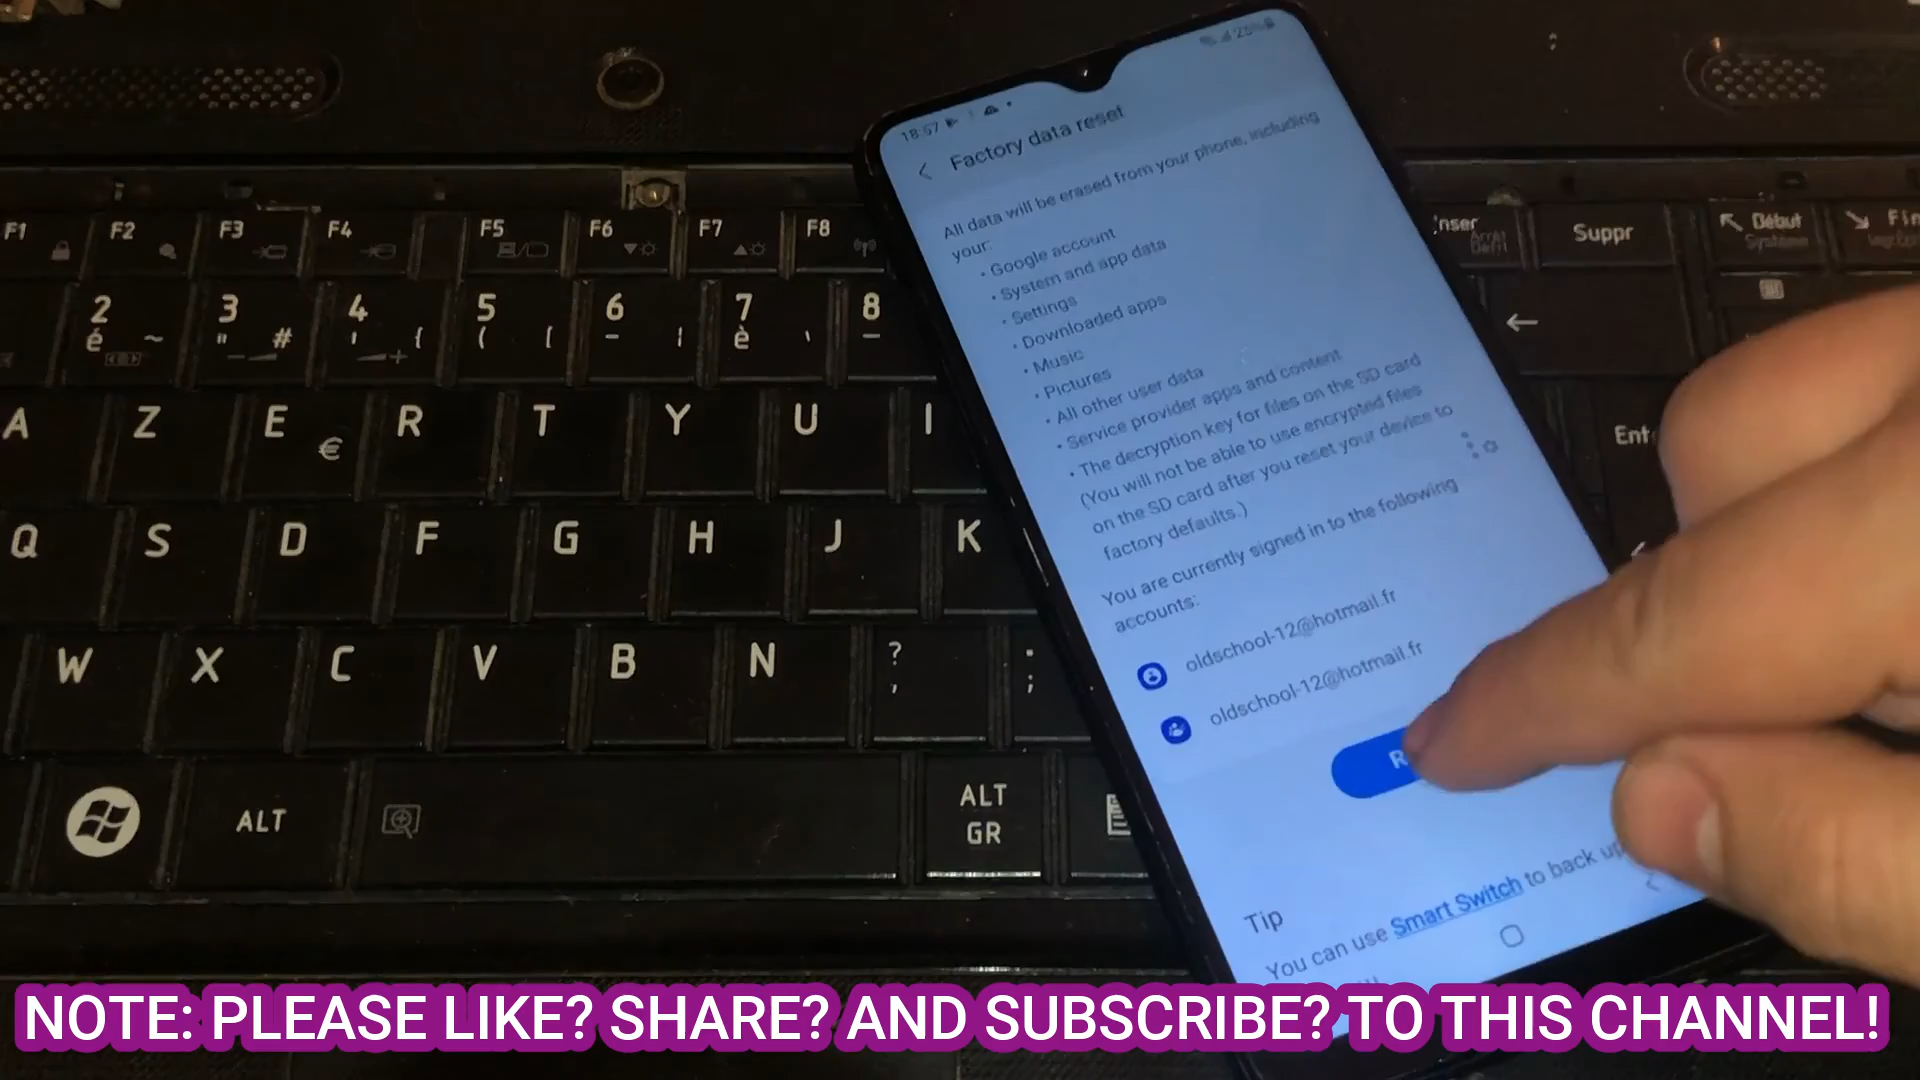 18:57
25%
Factory data reset
All data will be erased from your phone, including
your:
• Google account
• System and app data
• Settings
• Downloaded apps
• Music
• Pictures
• All other user data
• Service provider apps and content
• The decryption key for files on the SD card
(You will not be able to use encrypted files
on the SD card after you reset your device to
factory defaults.)
You are currently signed in to the following
accounts:
oldschool-12@hotmail.fr
oldschool-12@hotmail.fr
R
Tip
You can use Smart Switch to back up
F1 F2 F3 F4 F5 F6 F7 F8
Suppr
Début
Système
2 3 4 5 6 7 8
é ~ " # ' { ( [ - | è `
A Z E R T Y U I
€
Q S D F G H J K
W X C V B N ? , . ;
ALT
ALT
GR
NOTE: PLEASE LIKE? SHARE? AND SUBSCRIBE? TO THIS CHANNEL!